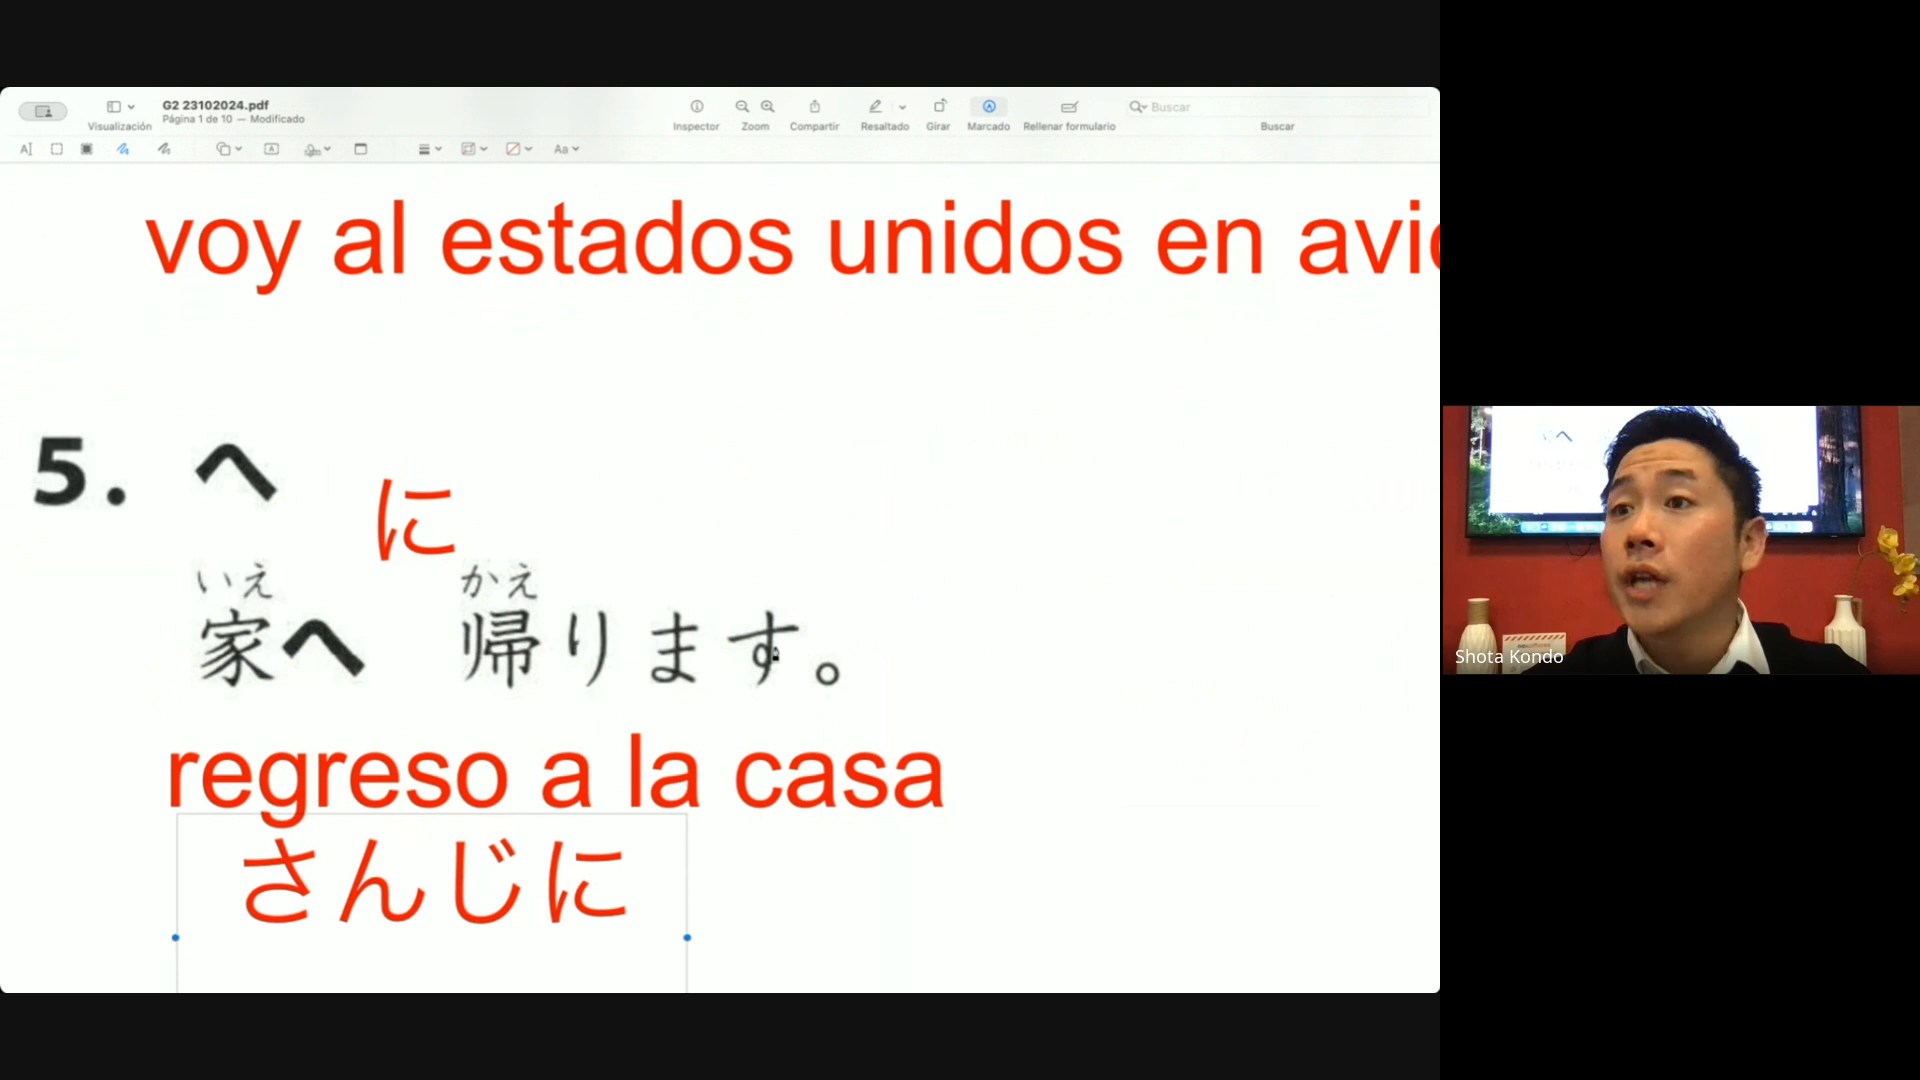 G2 23102024.pdf
Página 1 de 10 — Modificado
Visualización
Inspector
Zoom
Compartir
Resaltado
Girar
Marcado
Rellenar formulario
Buscar
Buscar
Aa
voy al estados unidos en avio
5. へ
に
いえ かえ
家へ 帰ります。
regreso a la casa
さんじに
Shota Kondo